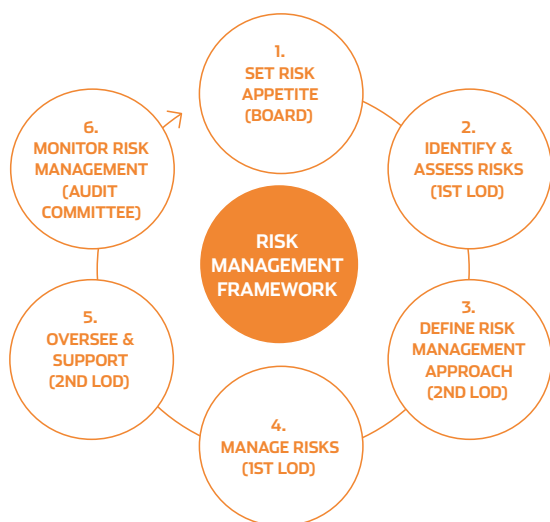 1.
SET RISK
APPETITE
(BOARD)
2.
IDENTIFY &
ASSESS RISKS
(1ST LOD)
3.
DEFINE RISK
MANAGEMENT
APPROACH
(2ND LOD)
4.
MANAGE RISKS
(1ST LOD)
5.
OVERSEE &
SUPPORT
(2ND LOD)
6.
MONITOR RISK
MANAGEMENT
(AUDIT
COMMITTEE)
RISK
MANAGEMENT
FRAMEWORK